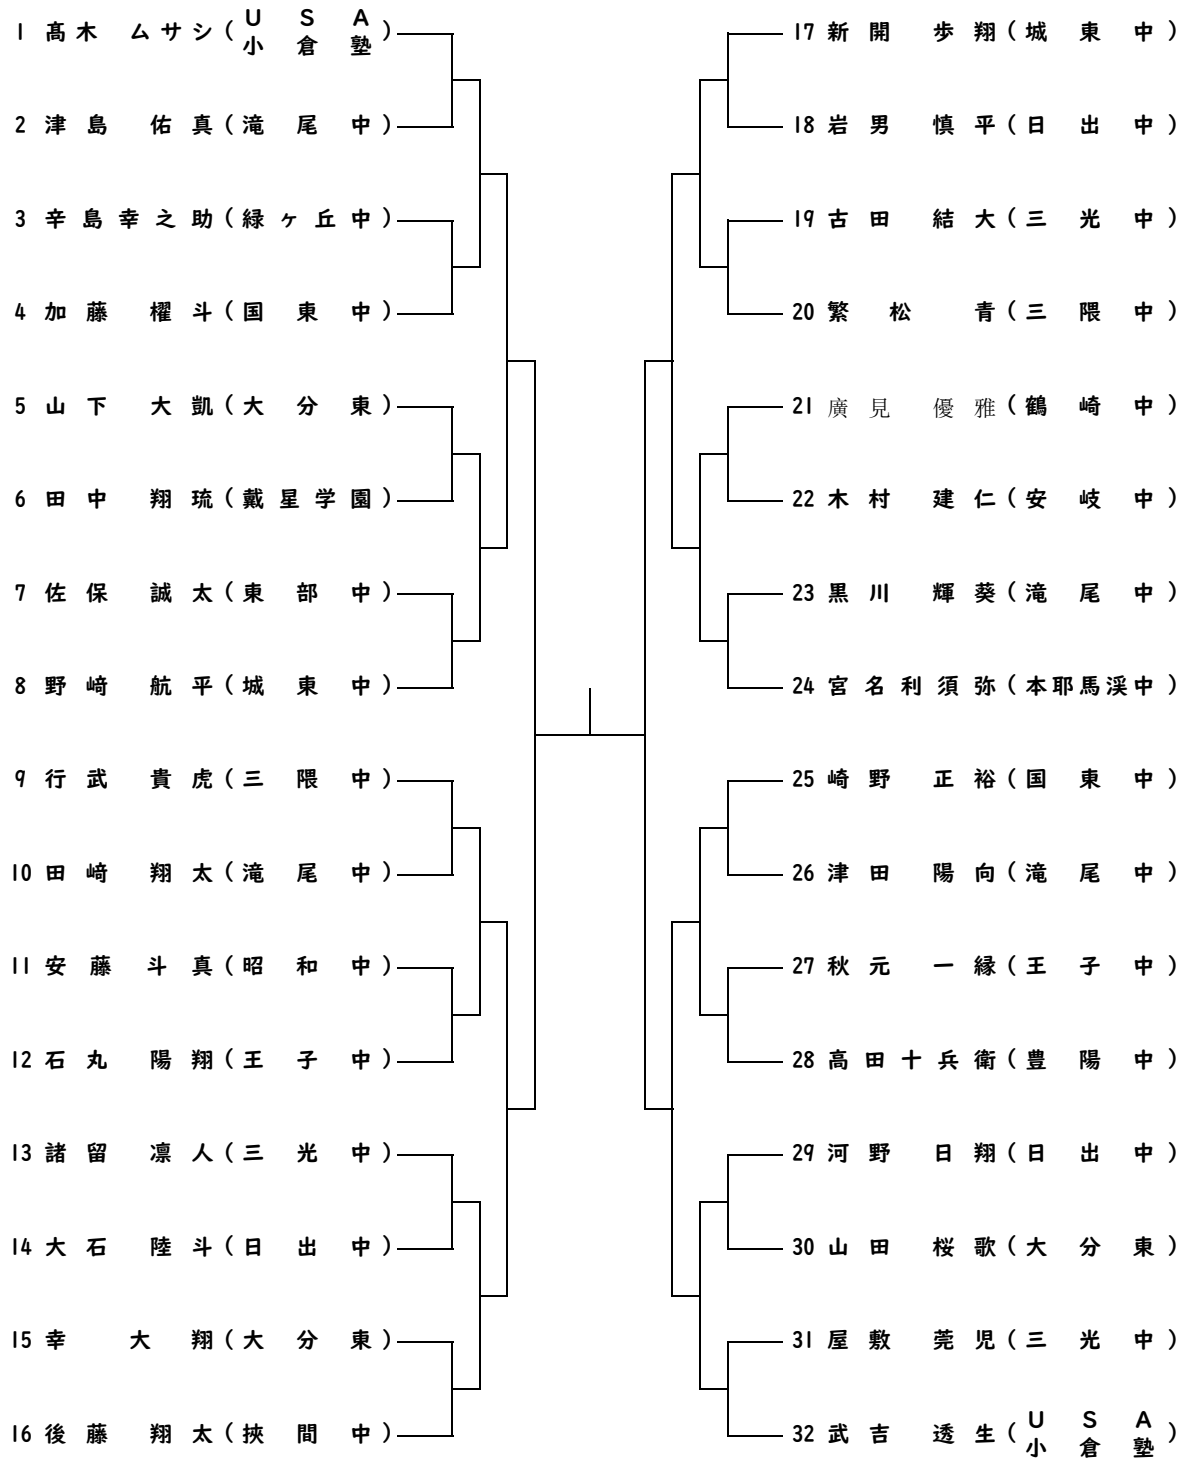 1 髙木 ムサシ (USA小倉塾)
2 津島 佑真 (滝尾中)
3 辛島幸之助 (緑ヶ丘中)
4 加藤 櫂斗 (国東中)
5 山下 大凱 (大分東)
6 田中 翔琉 (戴星学園)
7 佐保 誠太 (東部中)
8 野﨑 航平 (城東中)
9 行武 貴虎 (三隈中)
10 田﨑 翔太 (滝尾中)
11 安藤 斗真 (昭和中)
12 石丸 陽翔 (王子中)
13 諸留 凛人 (三光中)
14 大石 陸斗 (日出中)
15 幸 大翔 (大分東)
16 後藤 翔太 (挾間中)
17 新開 歩翔 (城東中)
18 岩男 慎平 (日出中)
19 古田 結大 (三光中)
20 繁松 青 (三隈中)
21 廣見 優雅 (鶴崎中)
22 木村 建仁 (安岐中)
23 黒川 輝葵 (滝尾中)
24 宮名利須弥 (本耶馬渓中)
25 崎野 正裕 (国東中)
26 津田 陽向 (滝尾中)
27 秋元 一縁 (王子中)
28 高田十兵衛 (豊陽中)
29 河野 日翔 (日出中)
30 山田 桜歌 (大分東)
31 屋敷 莞児 (三光中)
32 武吉 透生 (USA小倉塾)